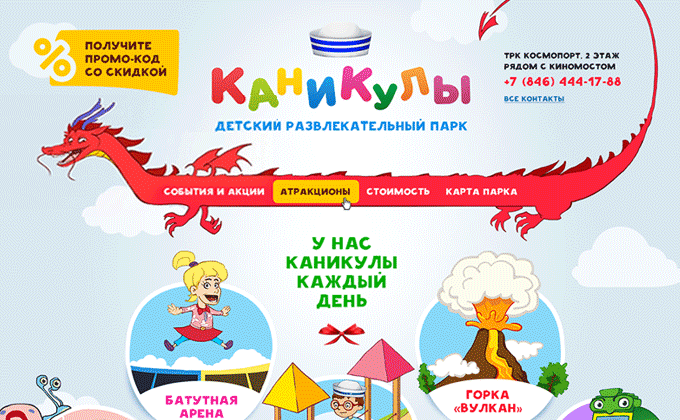 %
ПОЛУЧИТЕ
ПРОМО-КОД
СО СКИДКОЙ
КАНИКУЛЫ
ДЕТСКИЙ РАЗВЛЕКАТЕЛЬНЫЙ ПАРК
ТРК КОСМОПОРТ, 2 ЭТАЖ
РЯДОМ С КИНОМОСТОМ
+7 (846) 444-17-88
ВСЕ КОНТАКТЫ
СОБЫТИЯ И АКЦИИ АТРАКЦИОНЫ СТОИМОСТЬ КАРТА ПАРКА
У НАС
КАНИКУЛЫ
КАЖДЫЙ
ДЕНЬ
БАТУТНАЯ
АРЕНА
ГОРКА
«ВУЛКАН»